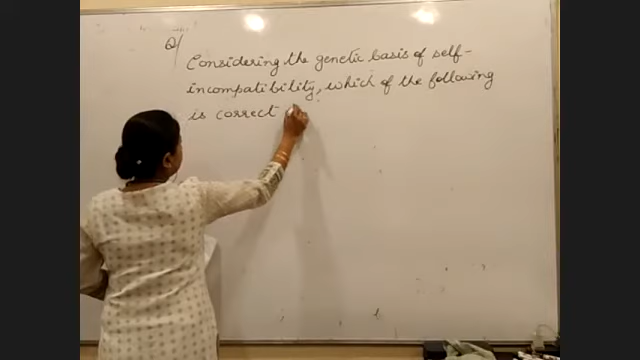 Q/ Considering the genetic basis of self-
incompatibility, which of the following
is correct